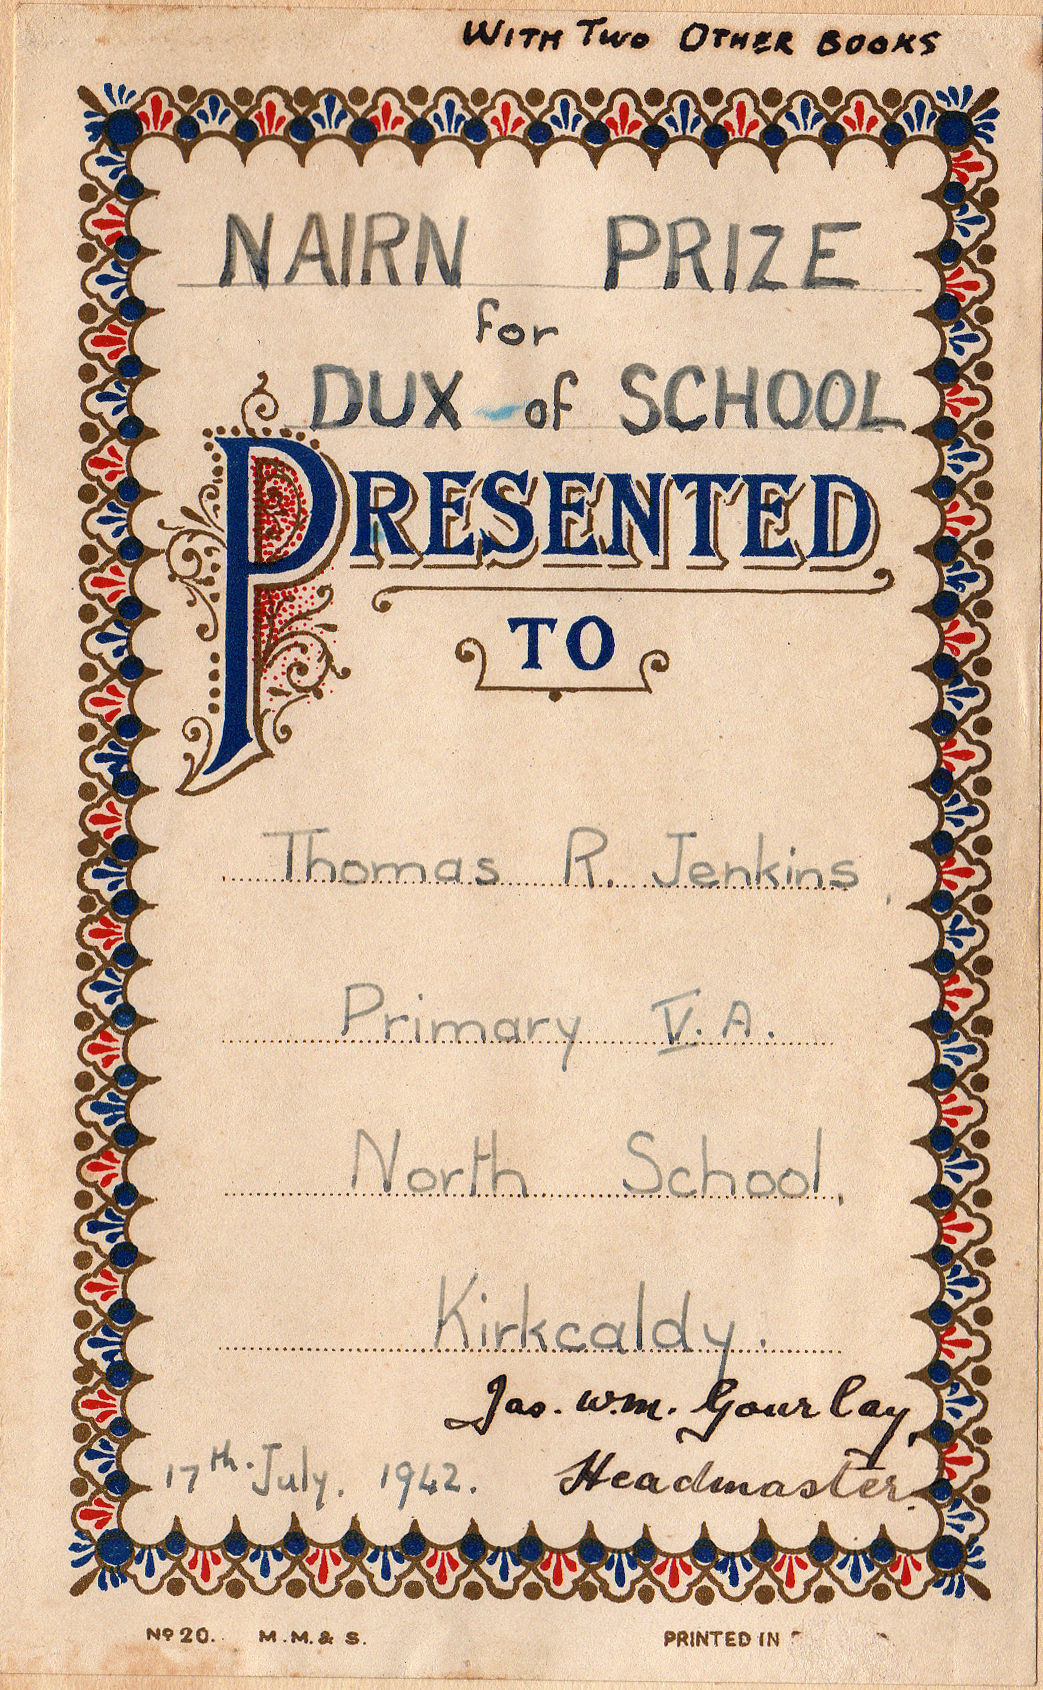 WITH TWO OTHER BOOKS
NAIRN PRIZE
for
DUX of SCHOOL
PRESENTED
TO
Thomas R. Jenkins,
Primary V. A.
North School,
Kirkcaldy.
Jas. Wm. Gourlay,
17th. July, 1942. Headmaster.
Nº 20. M.M.& S. PRINTED IN